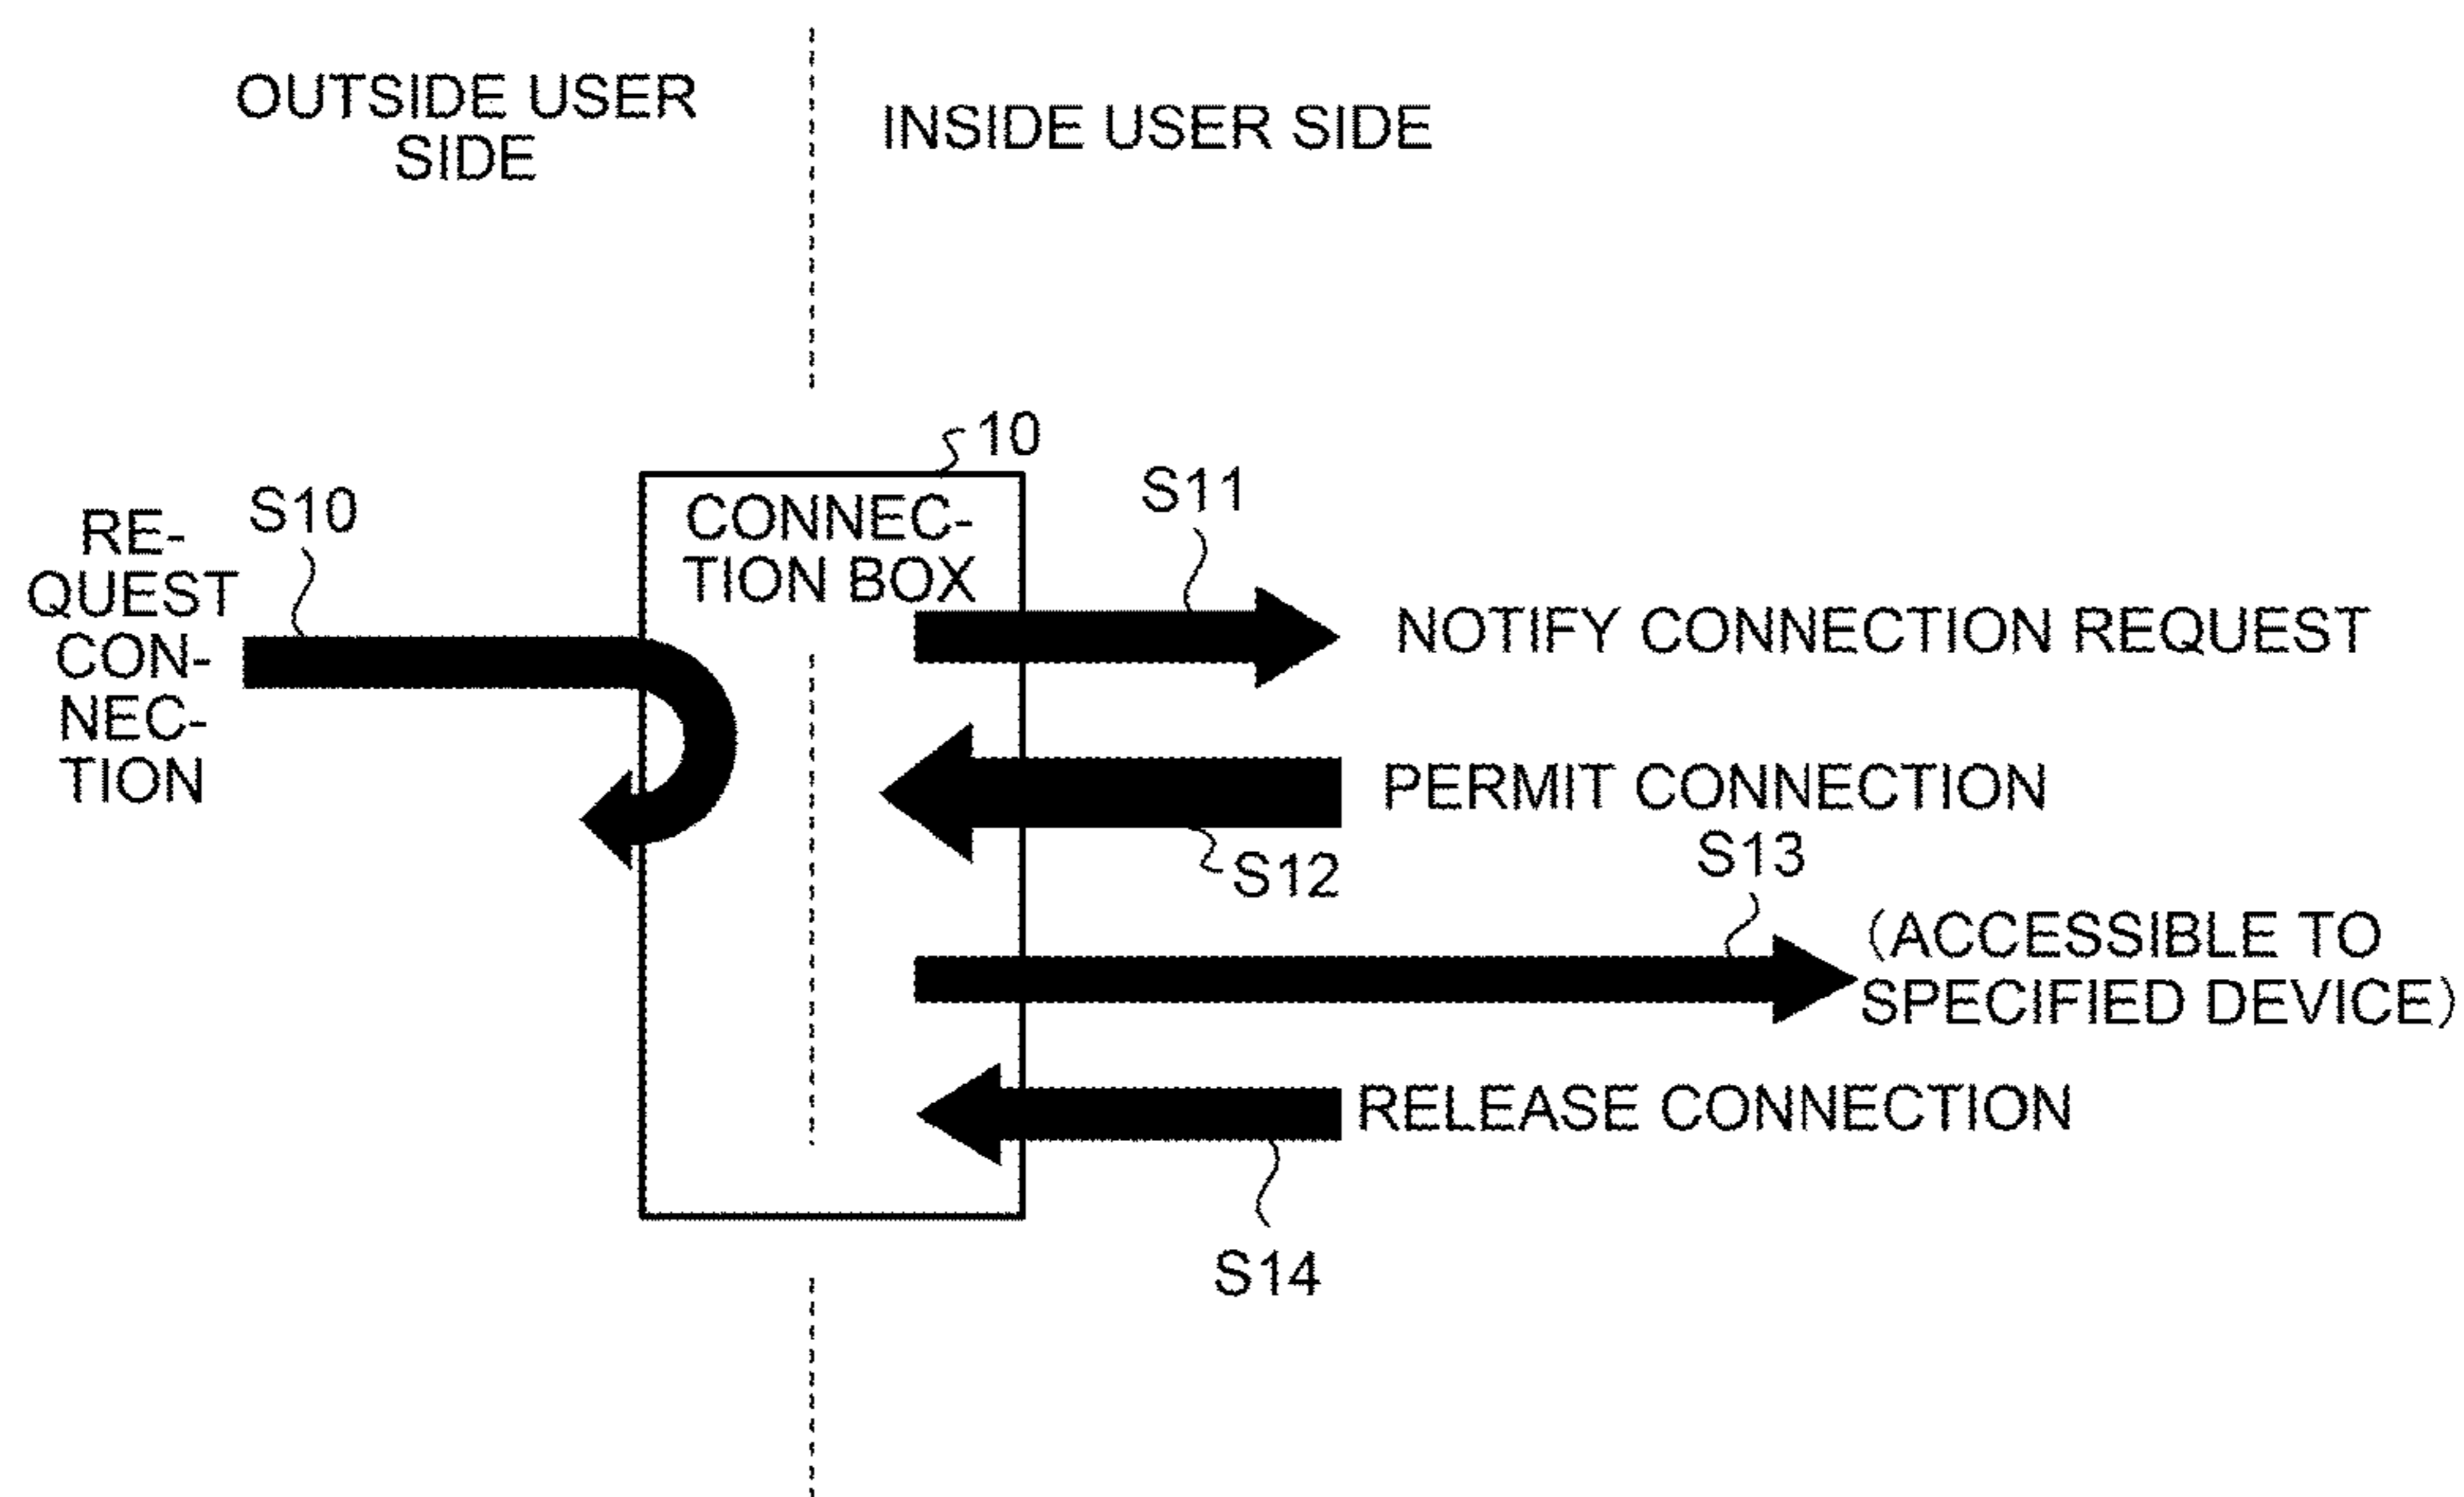 OUTSIDE USER
SIDE
INSIDE USER SIDE
10
CONNEC-
TION BOX
S10
RE-
QUEST
CON-
NEC-
TION
S11
NOTIFY CONNECTION REQUEST
PERMIT CONNECTION
S12
S13
(ACCESSIBLE TO
SPECIFIED DEVICE)
RELEASE CONNECTION
S14